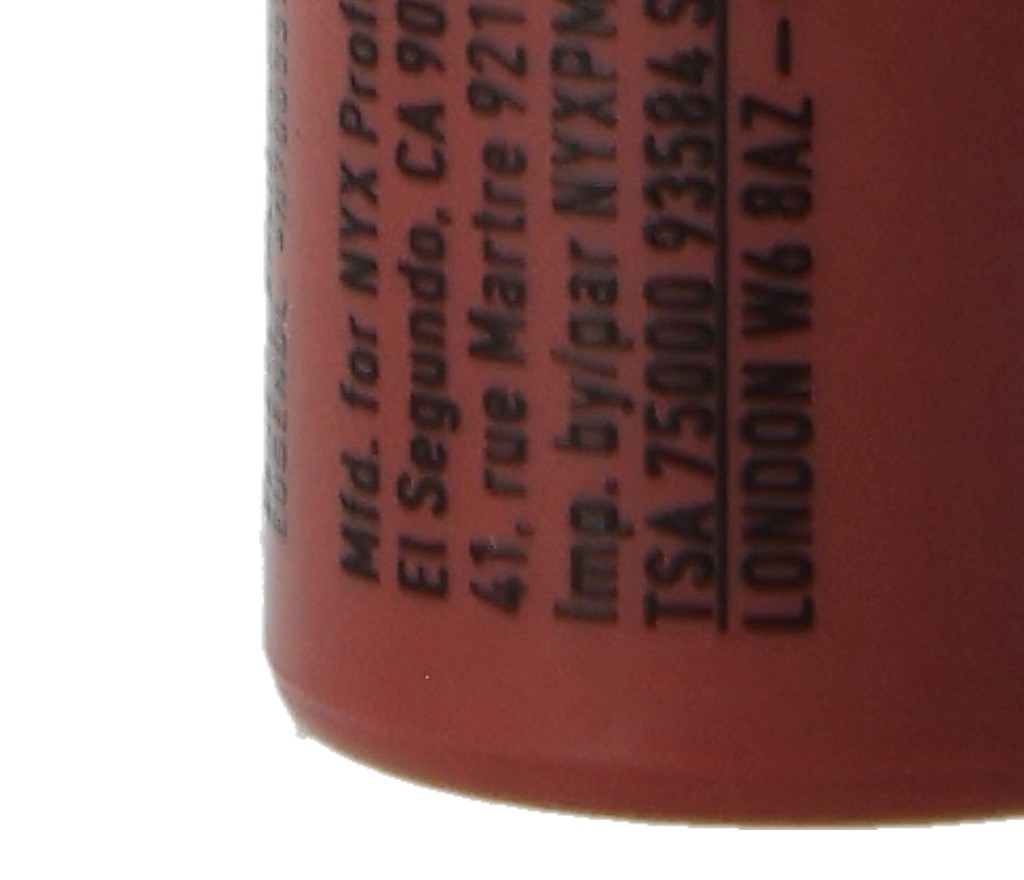 Mfd. for NYX Prof
El Segundo, CA 90
41, rue Martre 921
Imp. by/par NYXPM
TSA 75000 93584 S
LONDON W6 8AZ –